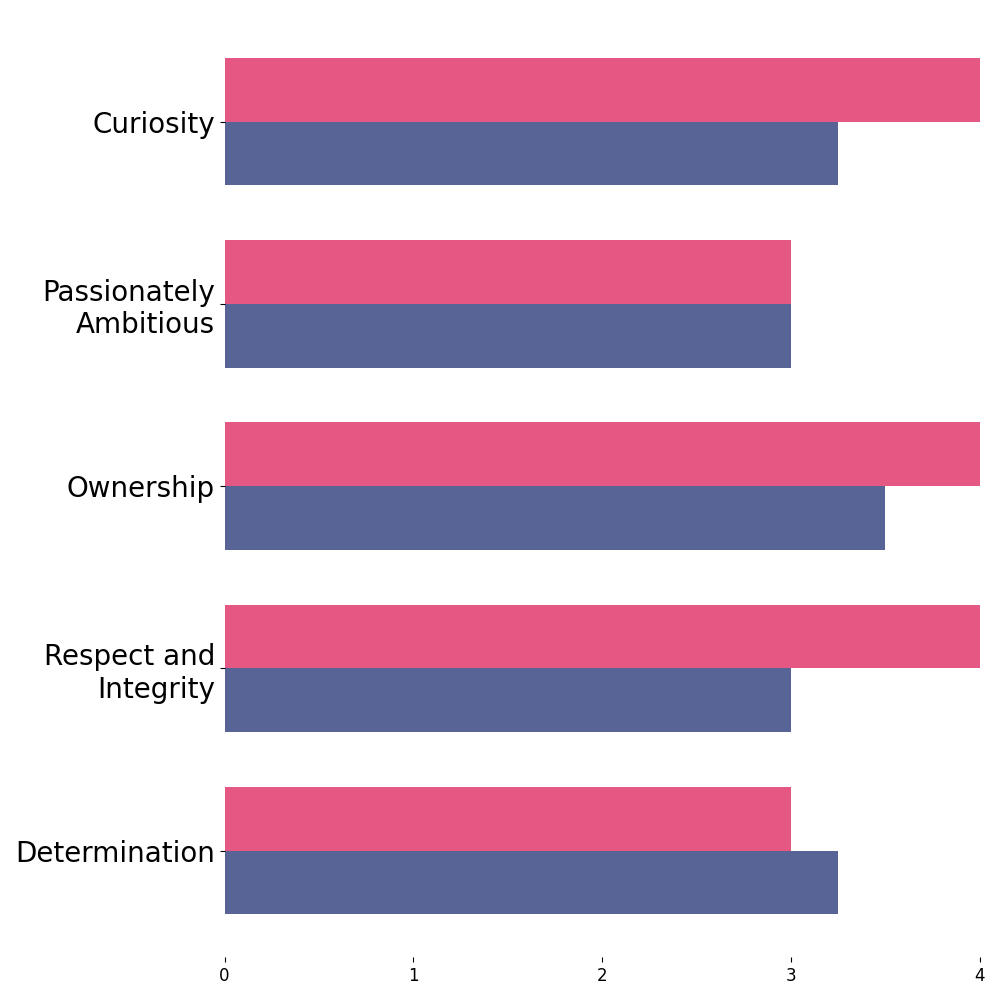 Curiosity
Passionately
Ambitious
Ownership
Respect and
Integrity
Determination
0 1 2 3 4